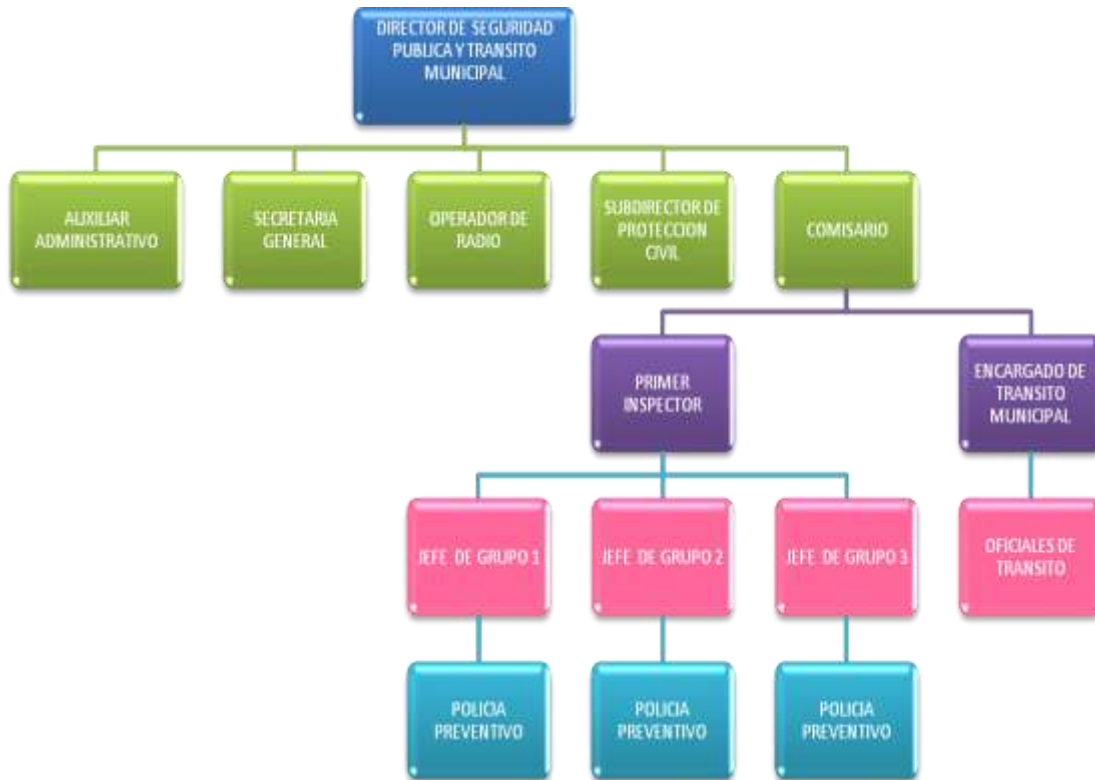 DIRECTOR DE SEGURIDAD
PUBLICA Y TRANSITO
MUNICIPAL
AUXILIAR
ADMINISTRATIVO
SECRETARIA
GENERAL
OPERADOR DE
RADIO
SUBDIRECTOR DE
PROTECCION
CIVIL
COMISARIO
PRIMER
INSPECTOR
ENCARGADO DE
TRANSITO
MUNICIPAL
JEFE DE GRUPO 1
JEFE DE GRUPO 2
JEFE DE GRUPO 3
OFICIALES DE
TRANSITO
POLICIA
PREVENTIVO
POLICIA
PREVENTIVO
POLICIA
PREVENTIVO